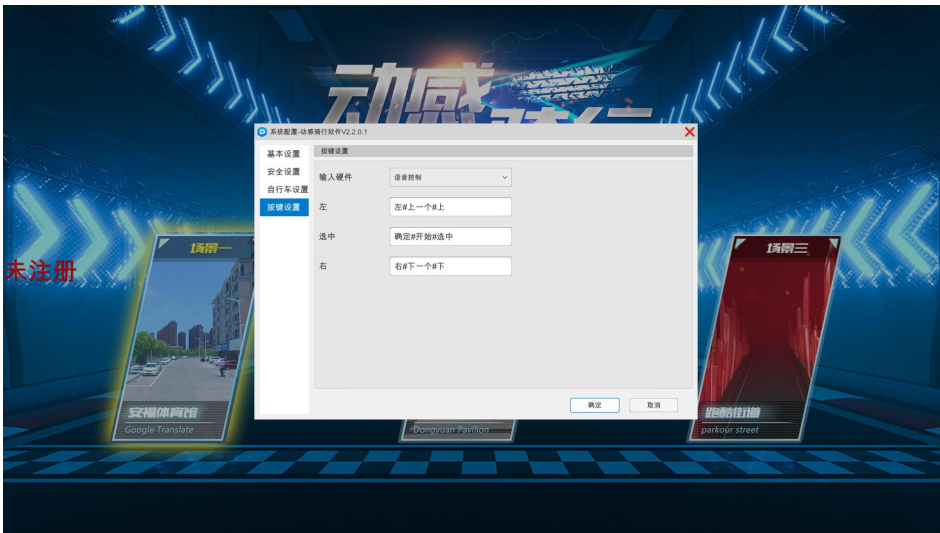 动感
系统配置-动感骑行软件V2.2.0.1
基本设置
安全设置
自行车设置
按键设置
按键设置
输入硬件
语音控制
左
左#上一个#上
选中
确定#开始#选中
右
右#下一个#下
确定
取消
未注册
场景一
安福体育馆
Google Translate
Dongyuan Pavilion
场景三
跑酷街道
parkour street